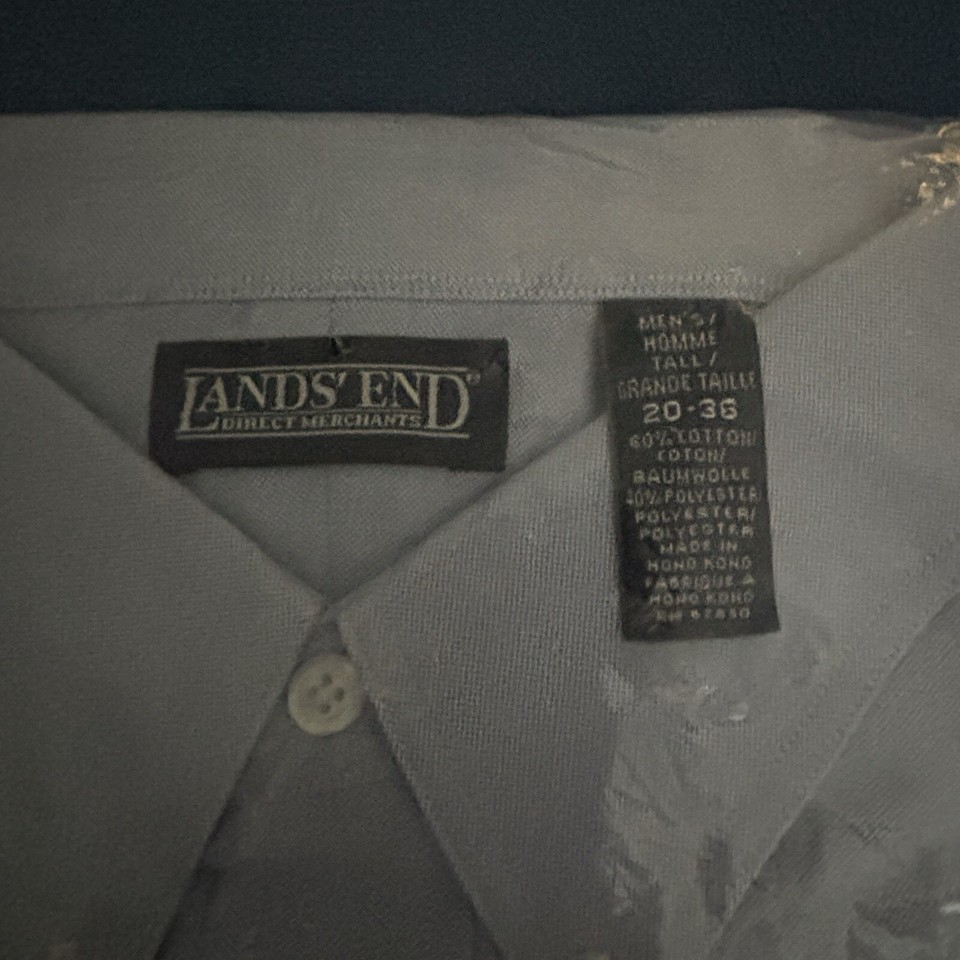 LANDS' END®
DIRECT MERCHANTS
MEN'S/
HOMME
TALL/
GRANDE TAILLE
20-36
60% COTTON/
COTON/
BAUMWOLLE
40% POLYESTER/
POLYESTER/
POLYESTER
MADE IN
HONG KONG
FABRIQUE A
HONG KONG
RN